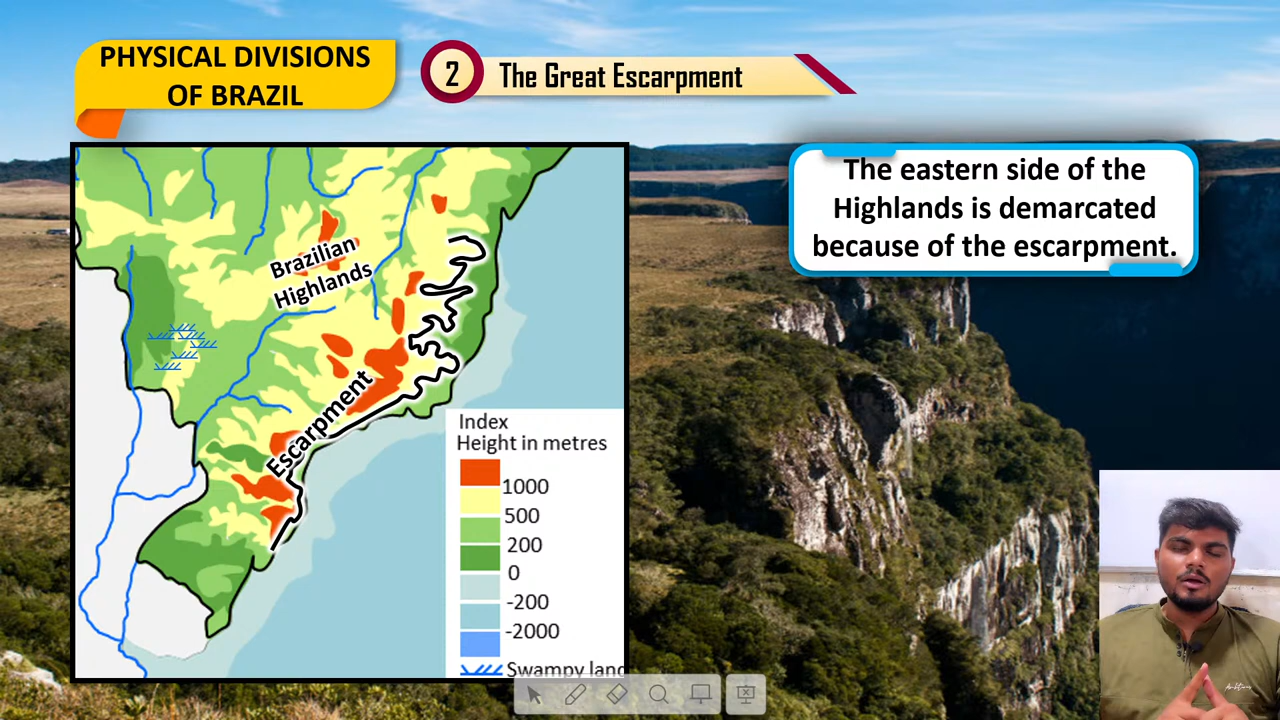 PHYSICAL DIVISIONS
OF BRAZIL
2
The Great Escarpment
The eastern side of the
Highlands is demarcated
because of the escarpment.
Brazilian
Highlands
Escarpment
Index
Height in metres
1000
500
200
0
-200
-2000
Swampy land